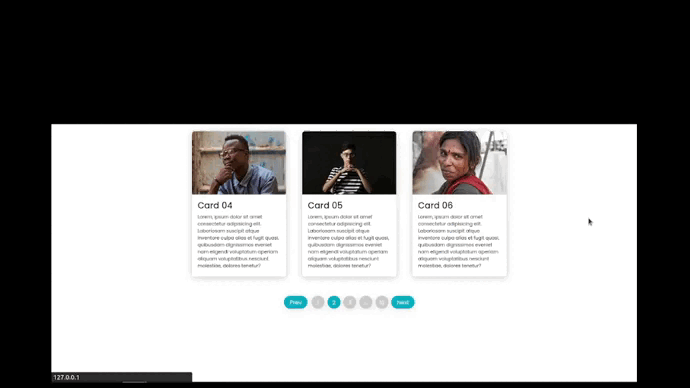 Card 04
Lorem, ipsum dolor sit amet
consectetur adipisicing elit.
Laboriosam suscipit atque
inventore culpa alias et fugit quasi,
quibusdam dignissimos eveniet
nam eligendi voluptatum aperiam
aliquam voluptatibus nesciunt
molestiae, dolores tenetur?
Card 05
Lorem, ipsum dolor sit amet
consectetur adipisicing elit.
Laboriosam suscipit atque
inventore culpa alias et fugit quasi,
quibusdam dignissimos eveniet
nam eligendi voluptatum aperiam
aliquam voluptatibus nesciunt
molestiae, dolores tenetur?
Card 06
Lorem, ipsum dolor sit amet
consectetur adipisicing elit.
Laboriosam suscipit atque
inventore culpa alias et fugit quasi,
quibusdam dignissimos eveniet
nam eligendi voluptatum aperiam
aliquam voluptatibus nesciunt
molestiae, dolores tenetur?
Prev 2 Next
127.0.0.1